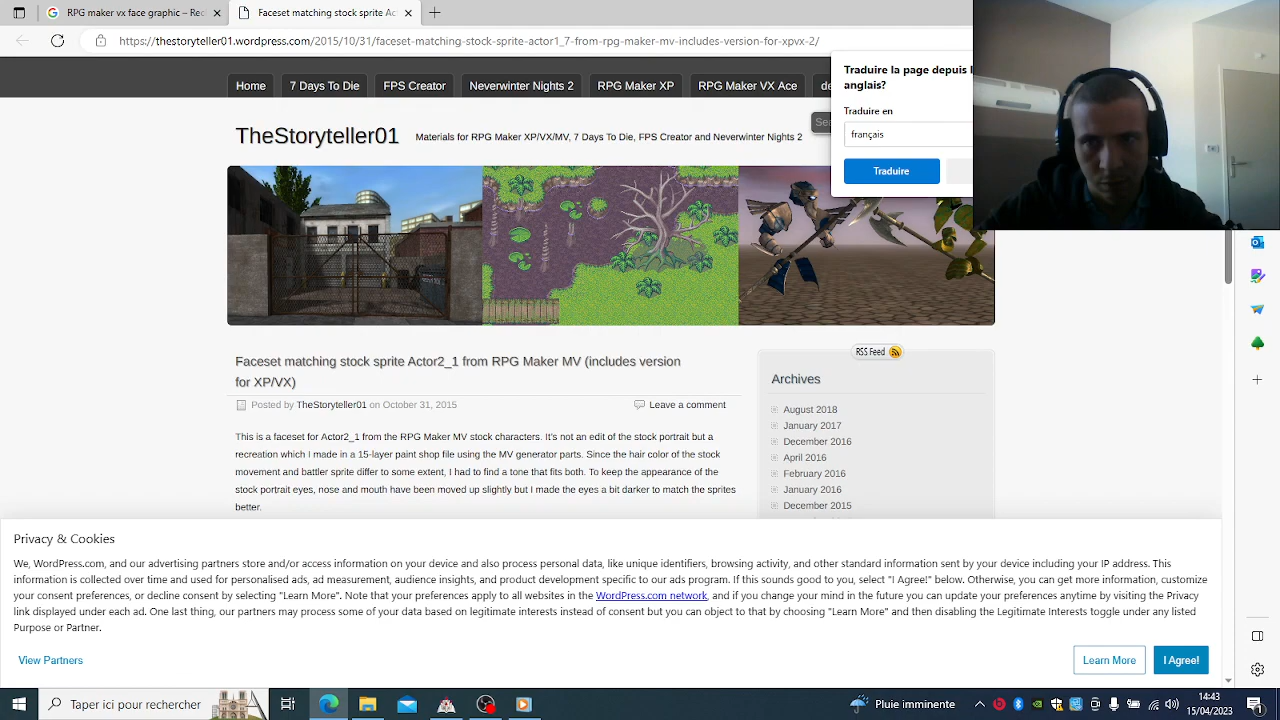 RPG maker vx face graphic – Rec
Faceset matching stock sprite Ac
https://thestoryteller01.wordpress.com/2015/10/31/faceset-matching-stock-sprite-actor1_7-from-rpg-maker-mv-includes-version-for-xpvx-2/
Traduire la page depuis l
anglais?
Traduire en
français
Traduire
Home
7 Days To Die
FPS Creator
Neverwinter Nights 2
RPG Maker XP
RPG Maker VX Ace
de
TheStoryteller01
Materials for RPG Maker XP/VX/MV, 7 Days To Die, FPS Creator and Neverwinter Nights 2
Sea
Faceset matching stock sprite Actor2_1 from RPG Maker MV (includes version
for XP/VX)
Posted by TheStoryteller01 on October 31, 2015
Leave a comment
This is a faceset for Actor2_1 from the RPG Maker MV stock characters. It's not an edit of the stock portrait but a
recreation which I made in a 15-layer paint shop file using the MV generator parts. Since the hair color of the stock
movement and battler sprite differ to some extent, I had to find a tone that fits both. To keep the appearance of the
stock portrait eyes, nose and mouth have been moved up slightly but I made the eyes a bit darker to match the sprites
better.
RSS Feed
Archives
August 2018
January 2017
December 2016
April 2016
February 2016
January 2016
December 2015
Privacy & Cookies
We, WordPress.com, and our advertising partners store and/or access information on your device and also process personal data, like unique identifiers, browsing activity, and other standard information sent by your device including your IP address. This
information is collected over time and used for personalised ads, ad measurement, audience insights, and product development specific to our ads program. If this sounds good to you, select "I Agree!" below. Otherwise, you can get more information, customize
your consent preferences, or decline consent by selecting "Learn More". Note that your preferences apply to all websites in the WordPress.com network, and if you change your mind in the future you can update your preferences anytime by visiting the Privacy
link displayed under each ad. One last thing, our partners may process some of your data based on legitimate interests instead of consent but you can object to that by choosing "Learn More" and then disabling the Legitimate Interests toggle under any listed
Purpose or Partner.
View Partners
Learn More
I Agree!
Taper ici pour rechercher
Pluie imminente
14:43
15/04/2023